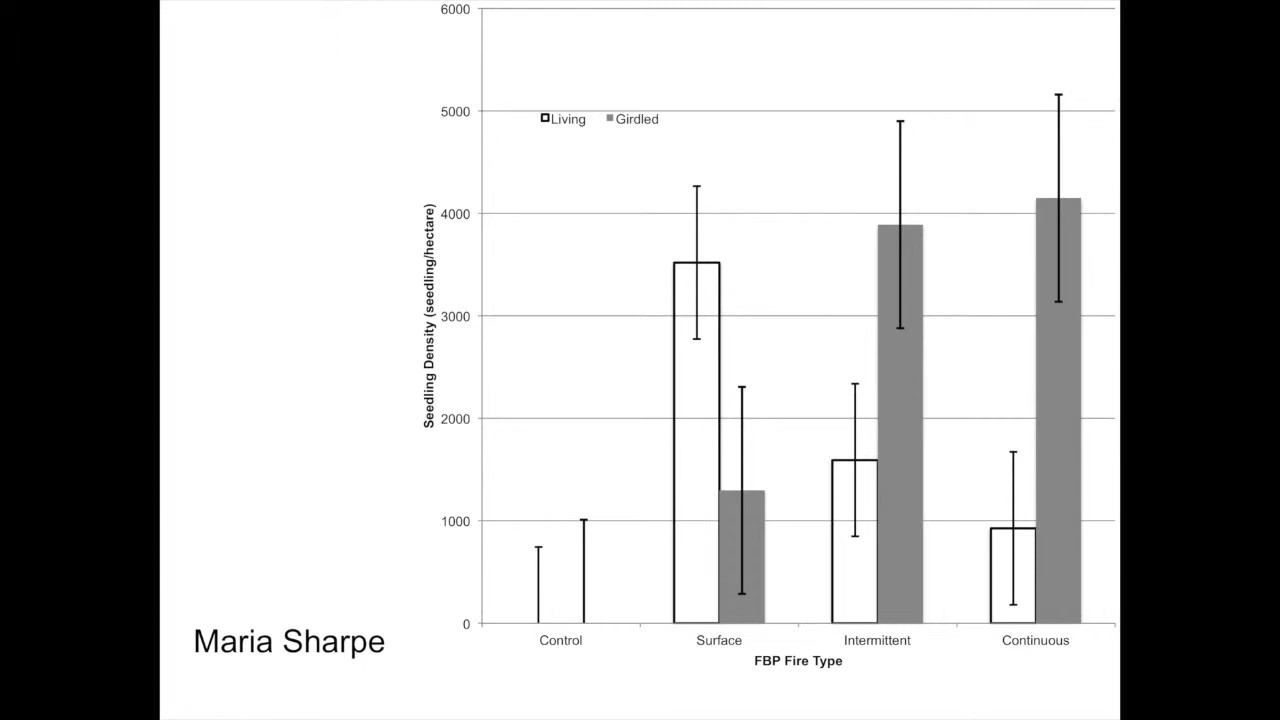 6000
5000
4000
3000
2000
1000
0
Living Girdled
Seedling Density (seedling/hectare)
Control Surface Intermittent Continuous
FBP Fire Type
Maria Sharpe